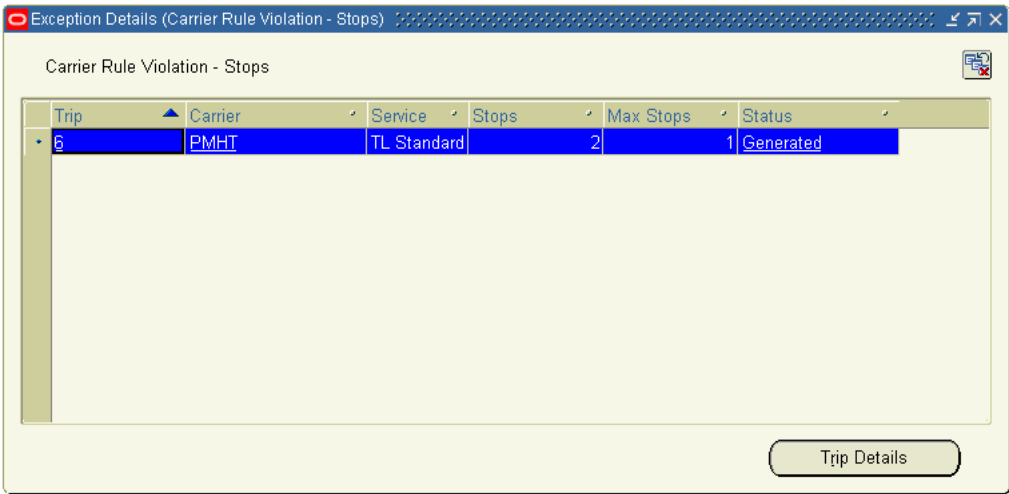 Exception Details (Carrier Rule Violation - Stops)
Carrier Rule Violation - Stops
Trip Carrier Service Stops Max Stops Status
6 PMHT TL Standard 2 1 Generated
Trip Details